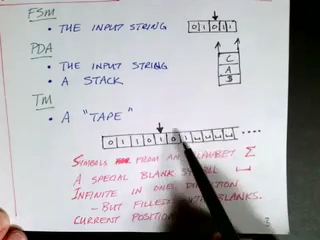 FSM
• THE INPUT STRING
0 1 0 1 1
PDA
• THE INPUT STRING
• A STACK
C
A
$
TM
• A "TAPE"
0 1 1 0 1 0 1 ⊔ ⊔ ⊔ ⊔ ....
SYMBOLS FROM AN ALPHABET Σ
A SPECIAL BLANK SYMBOL ⊔
INFINITE IN ONE DIRECTION
- BUT FILLED WITH BLANKS.
CURRENT POSITION
3